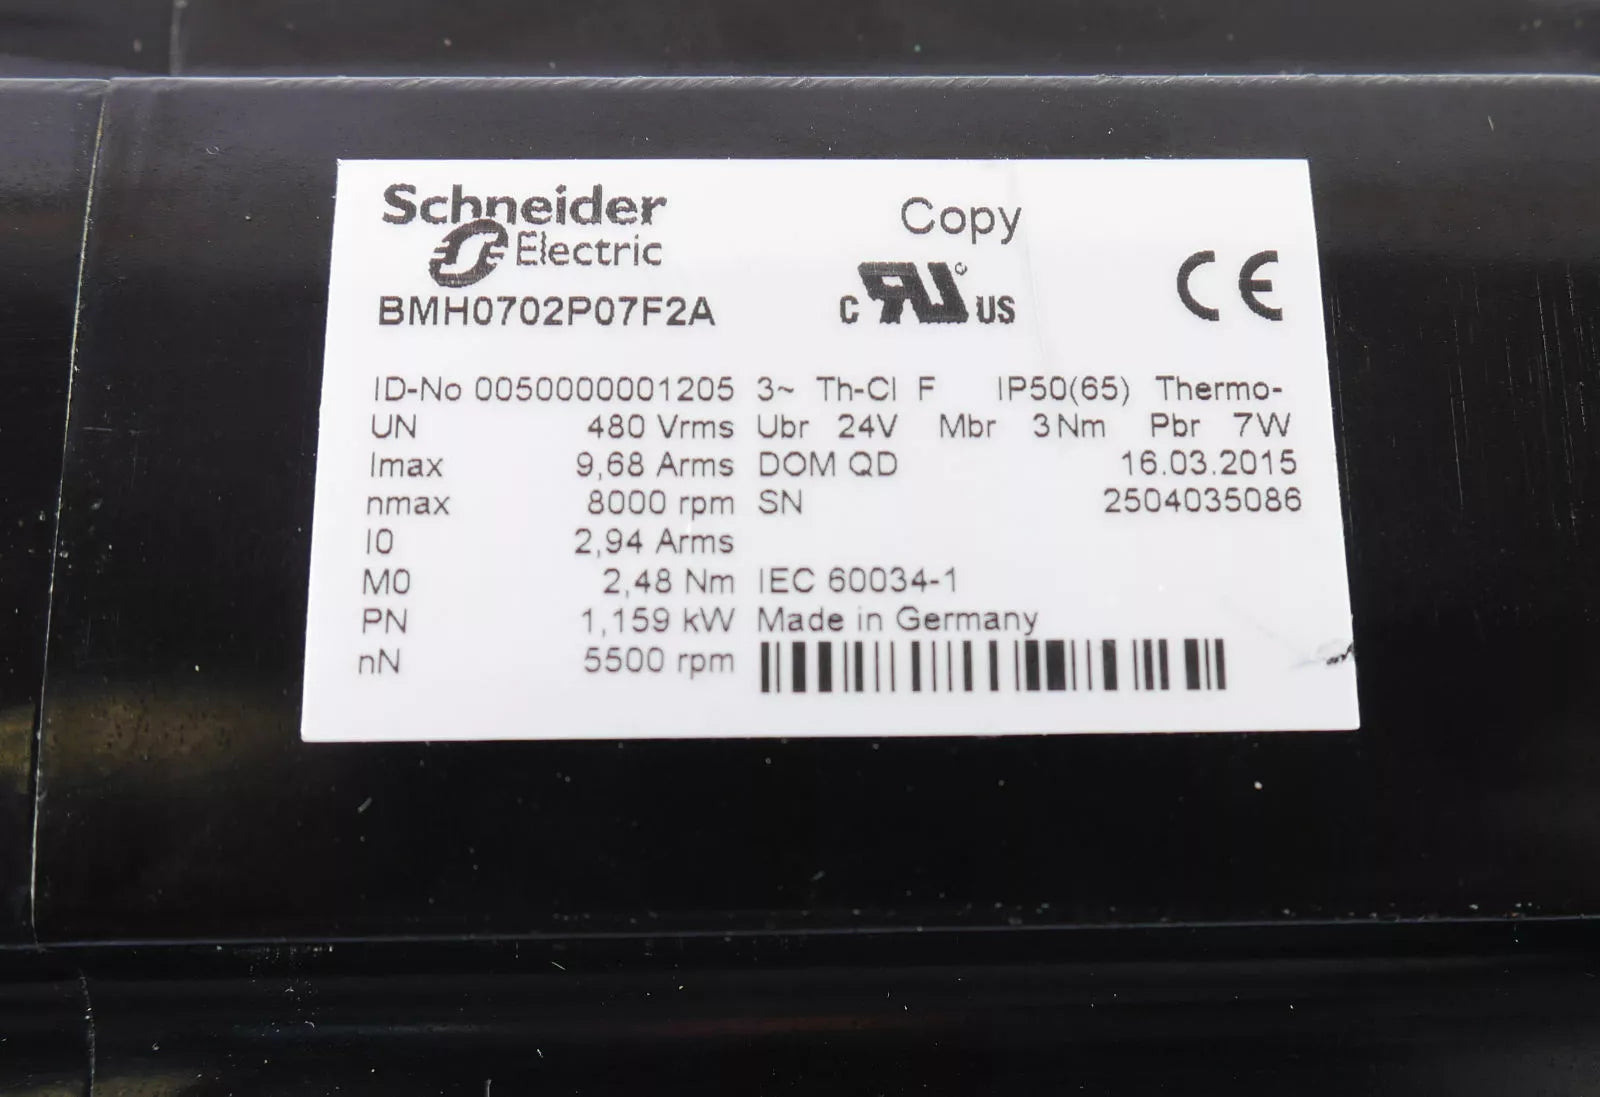 Schneider
Electric
Copy
c RU US
CE
BMH0702P07F2A
ID-No 0050000001205 3~ Th-Cl F IP50(65) Thermo-
UN 480 Vrms Ubr 24V Mbr 3 Nm Pbr 7W
Imax 9,68 Arms DOM QD 16.03.2015
nmax 8000 rpm SN 2504035086
I0 2,94 Arms
M0 2,48 Nm IEC 60034-1
PN 1,159 kW Made in Germany
nN 5500 rpm